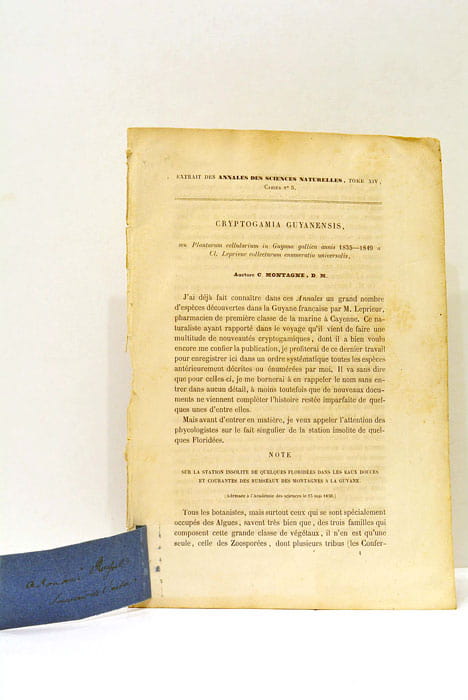 EXTRAIT DES ANNALES DES SCIENCES NATURELLES, TOME XIV,
CAHIER n° 5.
CRYPTOGAMIA GUYANENSIS,
seu Plantarum cellularium in Guyana gallica annis 1835—1849 a
Cl. Leprieur collectarum enumeratio universalis,
Auctore C. MONTAGNE, D. M.
J'ai déjà fait connaître dans ces Annales un grand nombre
d'espèces découvertes dans la Guyane française par M. Leprieur,
pharmacien de première classe de la marine à Cayenne. Ce na-
turaliste ayant rapporté dans le voyage qu'il vient de faire une
multitude de nouveautés cryptogamiques, dont il a bien voulu
encore me confier la publication, je profiterai de ce dernier travail
pour enregistrer ici dans un ordre systématique toutes les espèces
antérieurement décrites ou énumérées par moi. Il va sans dire
que pour celles-ci, je me bornerai à en rappeler le nom sans en-
trer dans aucun détail, à moins toutefois que de nouveaux docu-
ments ne viennent compléter l'histoire restée imparfaite de quel-
ques unes d'entre elles.
Mais avant d'entrer en matière, je veux appeler l'attention des
phycologistes sur le fait singulier de la station insolite de quel-
ques Floridées.
NOTE
SUR LA STATION INSOLITE DE QUELQUES FLORIDÉES DANS LES EAUX DOUCES
ET COURANTES DES RUISSEAUX DES MONTAGNES A LA GUYANE.
(Adressée à l'Académie des sciences le 13 mai 1850.)
Tous les botanistes, mais surtout ceux qui se sont spécialement
occupés des Algues, savent très bien que, des trois familles qui
composent cette grande classe de végétaux, il n'en est qu'une
seule, celle des Zoosporées, dont plusieurs tribus (les Confer-
1